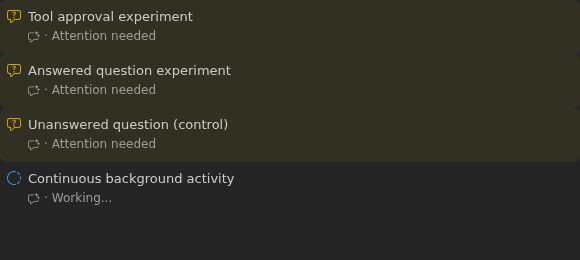 Tool approval experiment
· Attention needed
Answered question experiment
· Attention needed
Unanswered question (control)
· Attention needed
Continuous background activity
· Working...